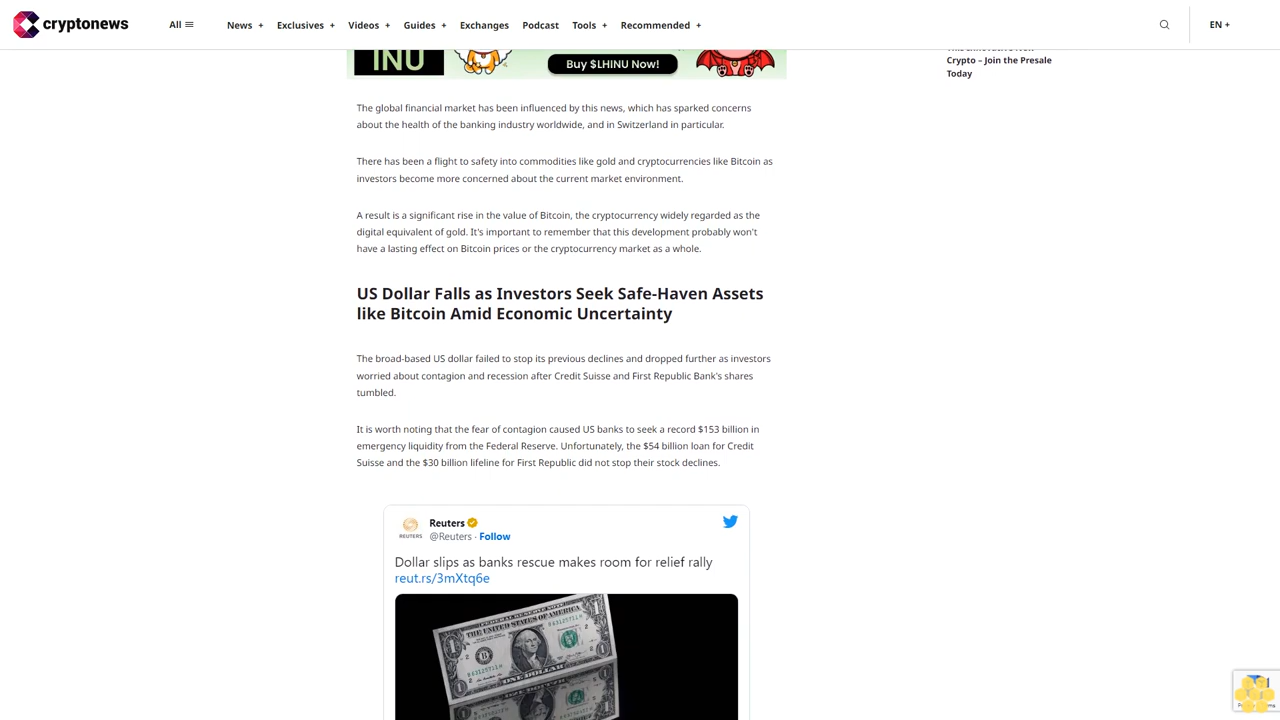 cryptonews
All
News +
Exclusives +
Videos +
Guides +
Exchanges
Podcast
Tools +
Recommended +
EN +
INU
Buy $LHINU Now!
Crypto – Join the Presale
Today
The global financial market has been influenced by this news, which has sparked concerns
about the health of the banking industry worldwide, and in Switzerland in particular.
There has been a flight to safety into commodities like gold and cryptocurrencies like Bitcoin as
investors become more concerned about the current market environment.
A result is a significant rise in the value of Bitcoin, the cryptocurrency widely regarded as the
digital equivalent of gold. It's important to remember that this development probably won't
have a lasting effect on Bitcoin prices or the cryptocurrency market as a whole.
US Dollar Falls as Investors Seek Safe-Haven Assets
like Bitcoin Amid Economic Uncertainty
The broad-based US dollar failed to stop its previous declines and dropped further as investors
worried about contagion and recession after Credit Suisse and First Republic Bank's shares
tumbled.
It is worth noting that the fear of contagion caused US banks to seek a record $153 billion in
emergency liquidity from the Federal Reserve. Unfortunately, the $54 billion loan for Credit
Suisse and the $30 billion lifeline for First Republic did not stop their stock declines.
REUTERS
Reuters
@Reuters · Follow
Dollar slips as banks rescue makes room for relief rally
reut.rs/3mXtq6e
FEDERAL RESERVE NOTE
THE UNITED STATES OF AMERICA
ONE DOLLAR